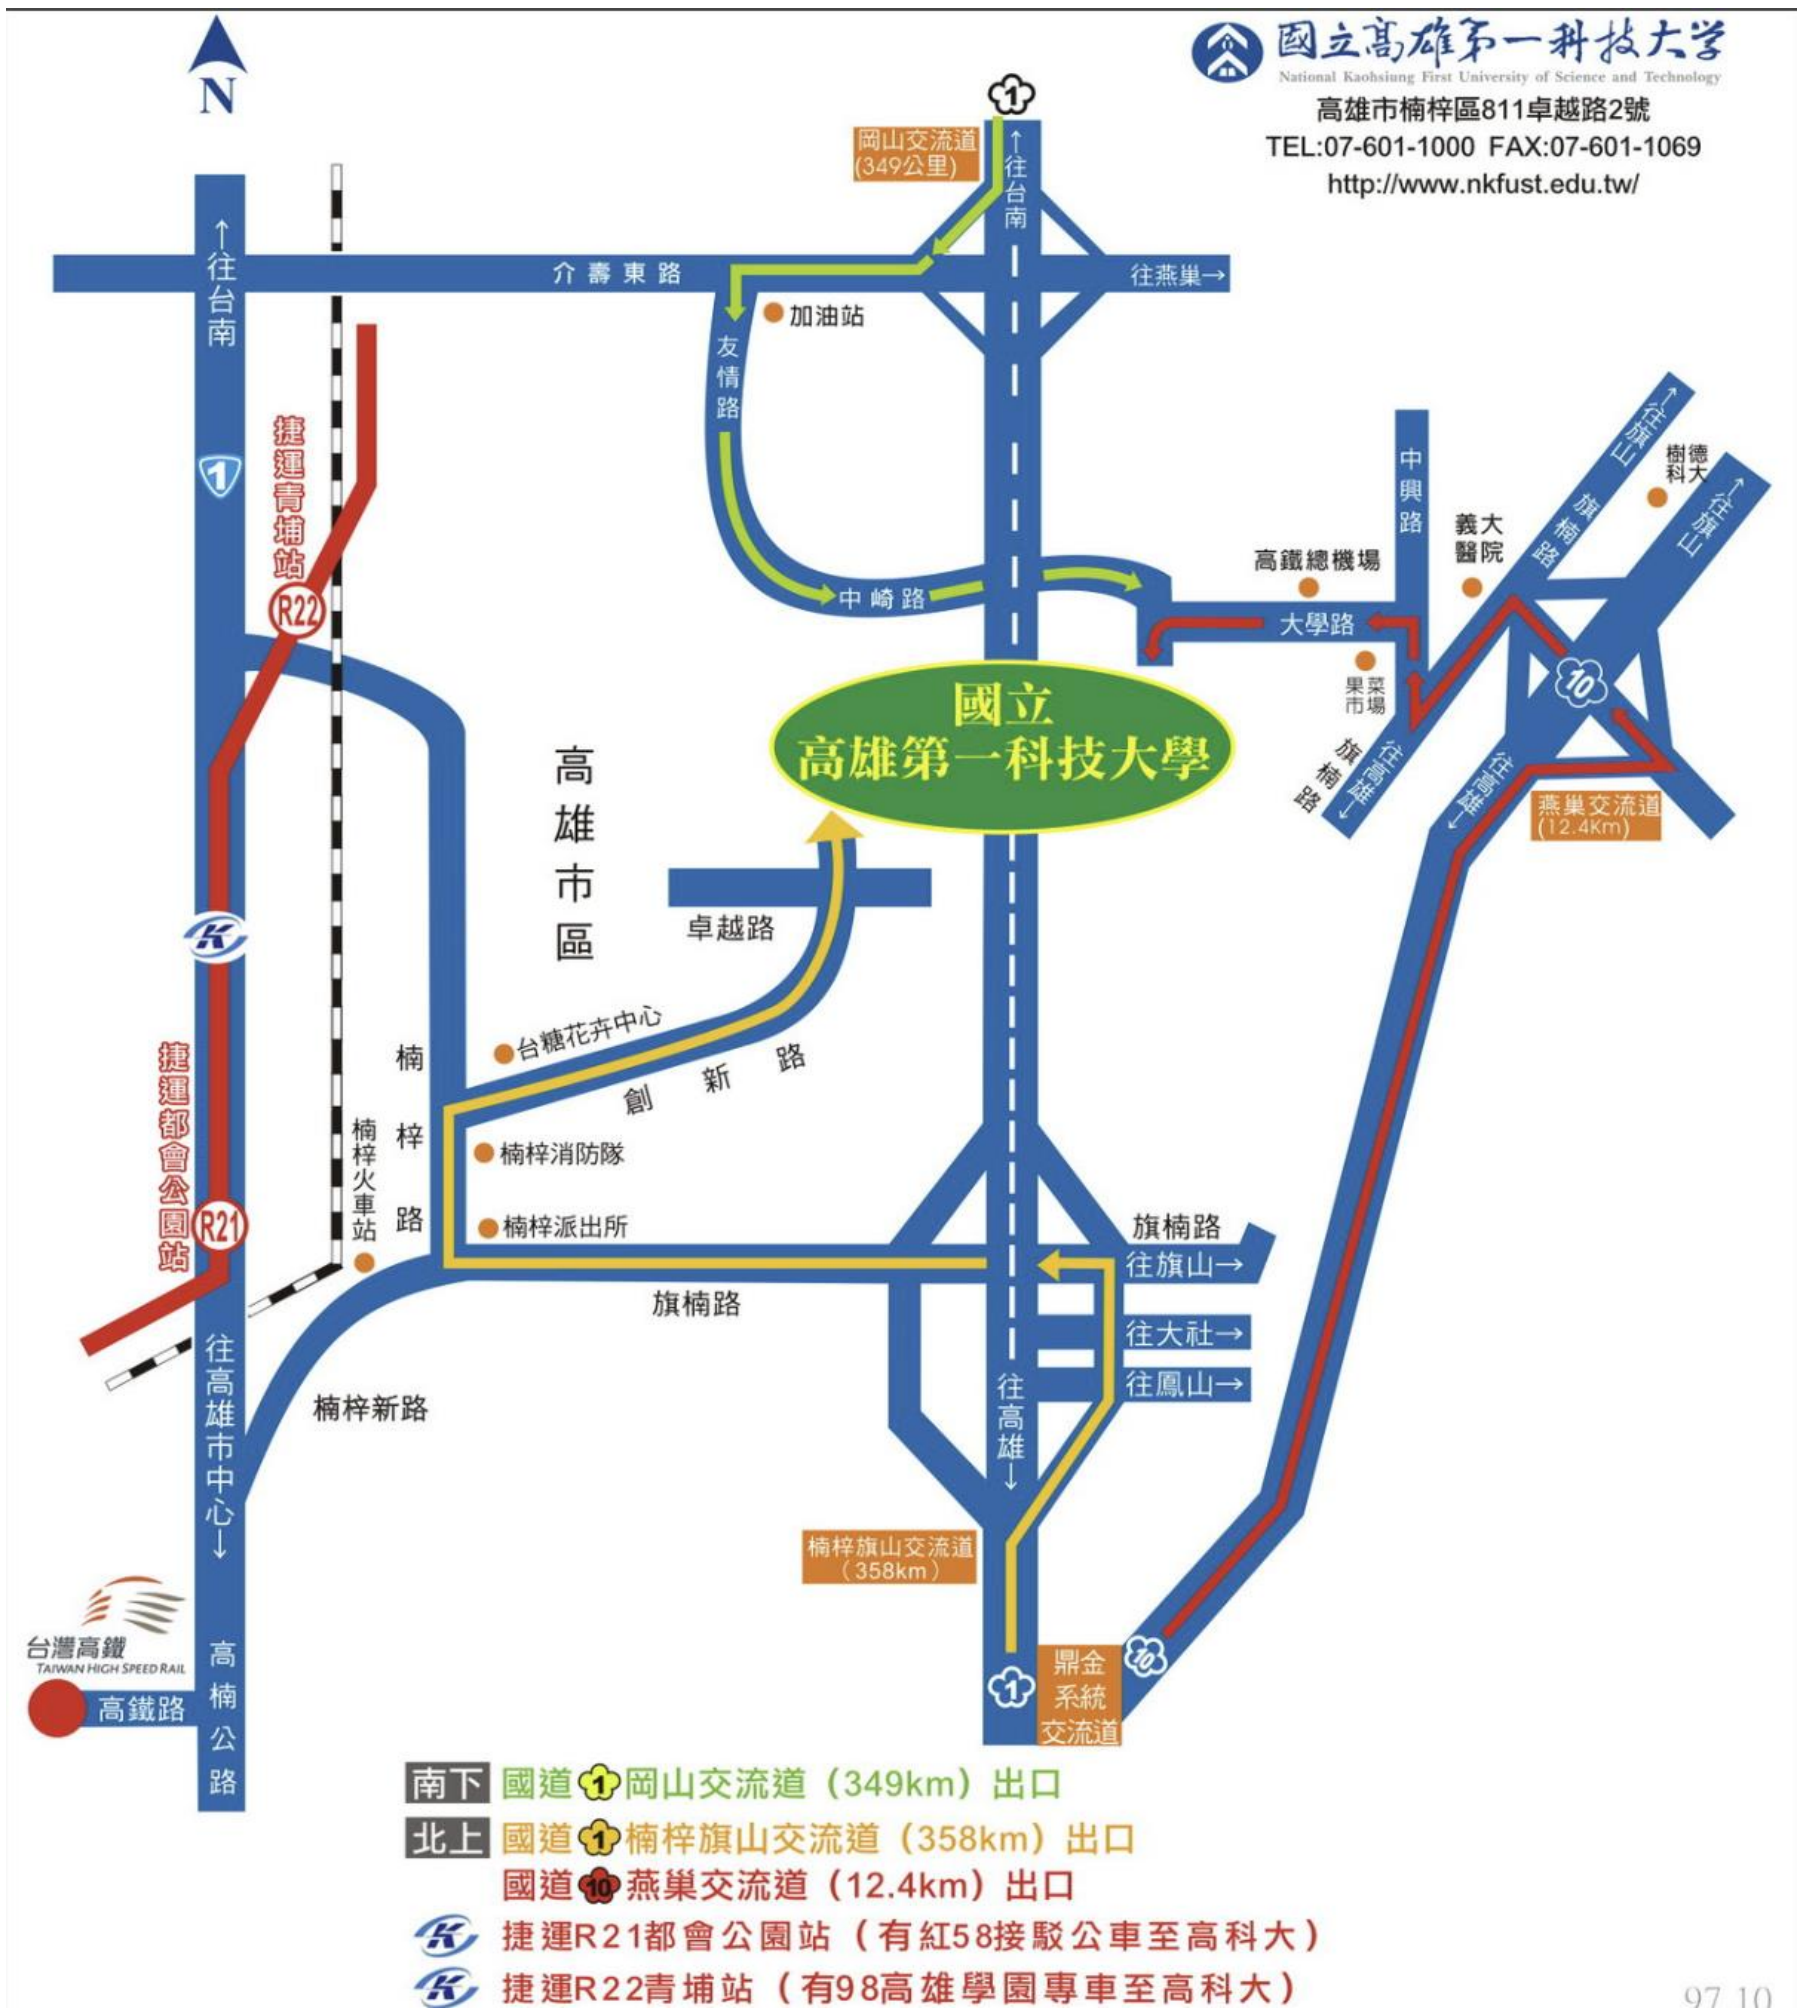 N
國立高雄第一科技大学
National Kaohsiung First University of Science and Technology
高雄市楠梓區811卓越路2號
TEL:07-601-1000 FAX:07-601-1069
http://www.nkfust.edu.tw/
1
岡山交流道
(349公里)
↑往台南
↑往台南
介壽東路
往燕巢→
加油站
友情路
1
捷運青埔站
R22
中崎路
高鐵總機場
大學路
中興路
義大
醫院
↑往旗山
旗楠路
樹德
科大
↑往旗山
10
果菜
市場
旗楠路
往高雄↓
往高雄↓
燕巢交流道
(12.4Km)
國立
高雄第一科技大學
高雄市區
卓越路
台糖花卉中心
創新路
楠梓路
捷運都會公園站
R21
楠梓火車站
楠梓消防隊
楠梓派出所
旗楠路
旗楠路
往旗山→
往大社→
往鳳山→
往高雄↓
往高雄市中心↓
楠梓新路
楠梓旗山交流道
(358km)
台灣高鐵
TAIWAN HIGH SPEED RAIL
高鐵路
高楠公路
1
鼎金
系統
交流道
10
南下 國道1岡山交流道(349km)出口
北上 國道1楠梓旗山交流道(358km)出口
國道10燕巢交流道(12.4km)出口
捷運R21都會公園站(有紅58接駁公車至高科大)
捷運R22青埔站(有98高雄學園專車至高科大)
97.10